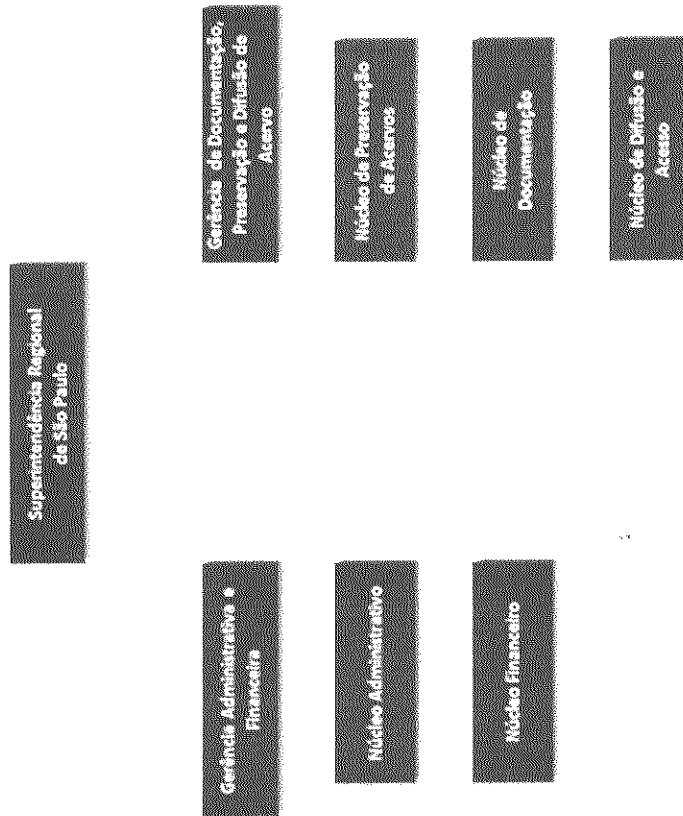 Superintendência Regional
de São Paulo
Gerência Administrativa e
Financeira
Núcleo Administrativo
Núcleo Financeiro
Gerência de Documentação,
Preservação e Difusão de
Acervo
Núcleo de Preservação
de Acervos
Núcleo de
Documentação
Núcleo de Difusão e
Acesso